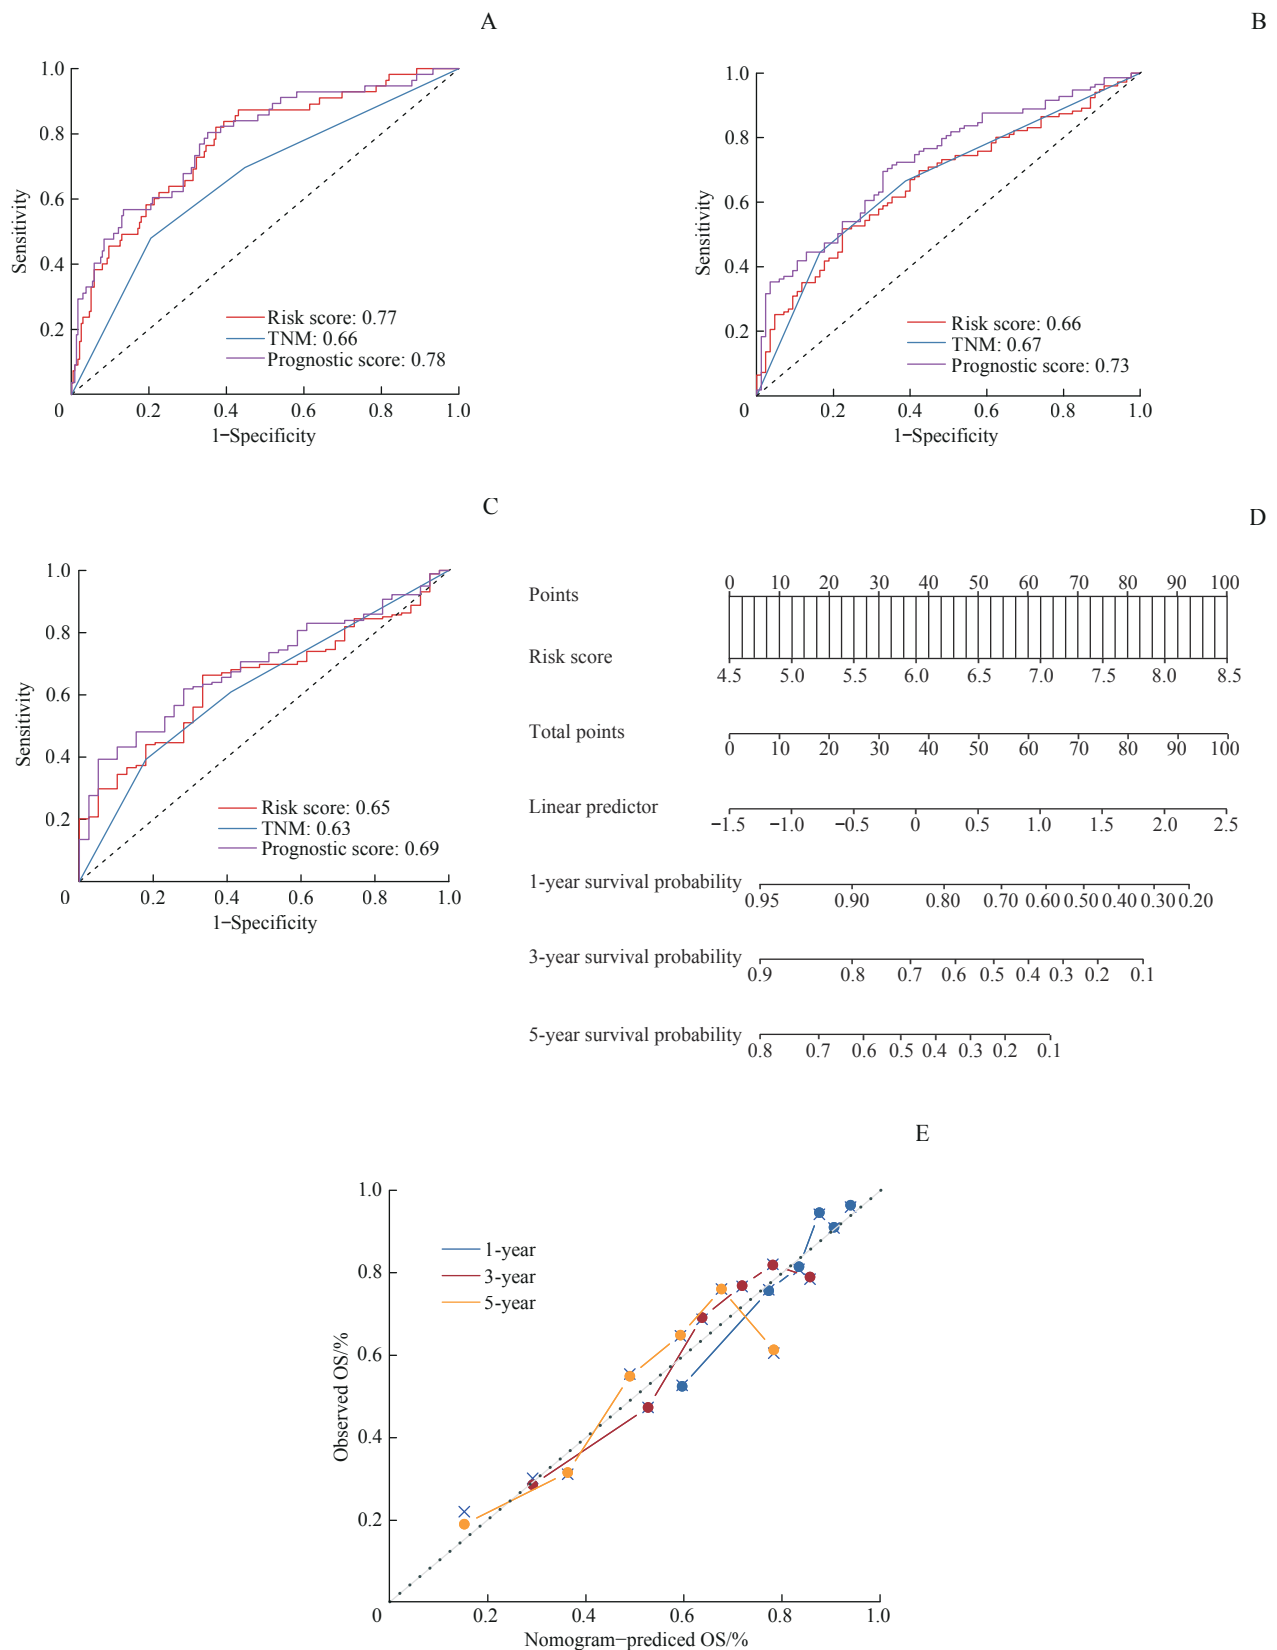 A
1.0
0.8
0.6
0.4
0.2
0
0.2
0.4
0.6
0.8
1.0
Sensitivity
1−Specificity
Risk score: 0.77
TNM: 0.66
Prognostic score: 0.78
B
1.0
0.8
0.6
0.4
0.2
0
0.2
0.4
0.6
0.8
1.0
Sensitivity
1−Specificity
Risk score: 0.66
TNM: 0.67
Prognostic score: 0.73
C
1.0
0.8
0.6
0.4
0.2
0
0.2
0.4
0.6
0.8
1.0
Sensitivity
1−Specificity
Risk score: 0.65
TNM: 0.63
Prognostic score: 0.69
D
Points
0 10 20 30 40 50 60 70 80 90 100
Risk score
4.5 5.0 5.5 6.0 6.5 7.0 7.5 8.0 8.5
Total points
0 10 20 30 40 50 60 70 80 90 100
Linear predictor
−1.5 −1.0 −0.5 0 0.5 1.0 1.5 2.0 2.5
1-year survival probability
0.95 0.90 0.80 0.70 0.60 0.50 0.40 0.30 0.20
3-year survival probability
0.9 0.8 0.7 0.6 0.5 0.4 0.3 0.2 0.1
5-year survival probability
0.8 0.7 0.6 0.5 0.4 0.3 0.2 0.1
E
1.0
0.8
0.6
0.4
0.2
0
0.2
0.4
0.6
0.8
1.0
Observed OS/%
Nomogram−prediced OS/%
1-year
3-year
5-year